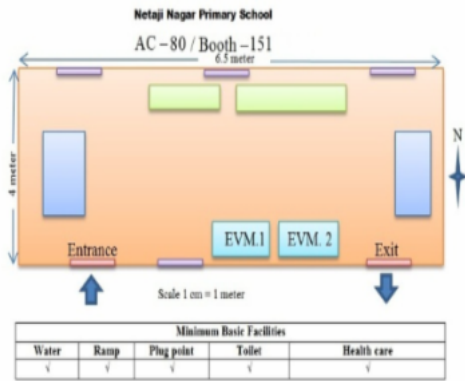 Netaji Nagar Primary School
AC – 80 / Booth – 151
6.5 meter
4 meter
N
EVM.1 EVM. 2
Entrance Exit
Scale 1 cm = 1 meter
Minimum Basic Facilities
Water Ramp Plug point Toilet Health care
√ √ √ √ √